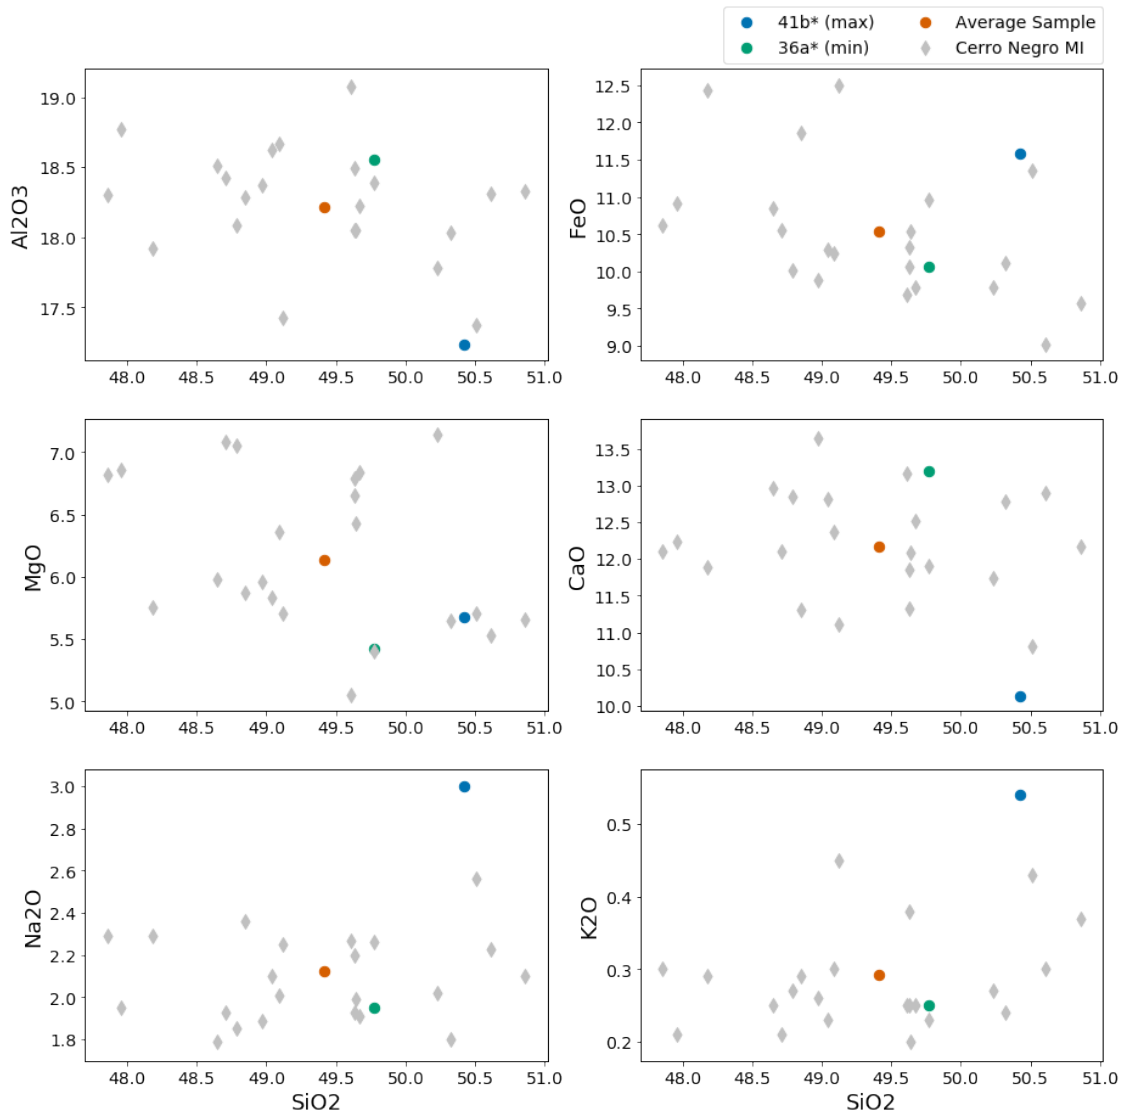 41b* (max) Average Sample
36a* (min) Cerro Negro MI
Al2O3
19.0
18.5
18.0
17.5
48.0 48.5 49.0 49.5 50.0 50.5 51.0
FeO
12.5
12.0
11.5
11.0
10.5
10.0
9.5
9.0
48.0 48.5 49.0 49.5 50.0 50.5 51.0
MgO
7.0
6.5
6.0
5.5
5.0
48.0 48.5 49.0 49.5 50.0 50.5 51.0
CaO
13.5
13.0
12.5
12.0
11.5
11.0
10.5
10.0
48.0 48.5 49.0 49.5 50.0 50.5 51.0
Na2O
3.0
2.8
2.6
2.4
2.2
2.0
1.8
48.0 48.5 49.0 49.5 50.0 50.5 51.0
SiO2
K2O
0.5
0.4
0.3
0.2
48.0 48.5 49.0 49.5 50.0 50.5 51.0
SiO2